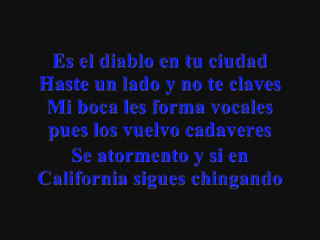 Es el diablo en tu ciudad
Haste un lado y no te claves
Mi boca les forma vocales
pues los vuelvo cadaveres
Se atormento y si en
California sigues chingando